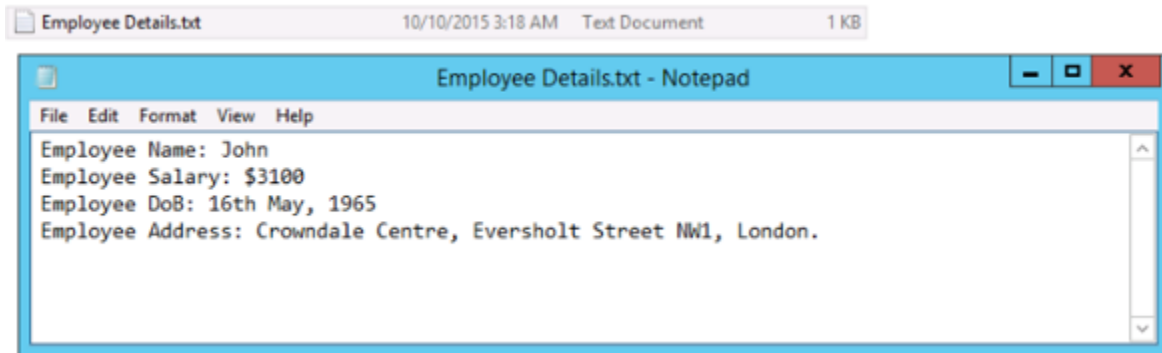 Employee Details.txt 10/10/2015 3:18 AM Text Document 1 KB
Employee Details.txt - Notepad
File Edit Format View Help
Employee Name: John
Employee Salary: $3100
Employee DoB: 16th May, 1965
Employee Address: Crowndale Centre, Eversholt Street NW1, London.